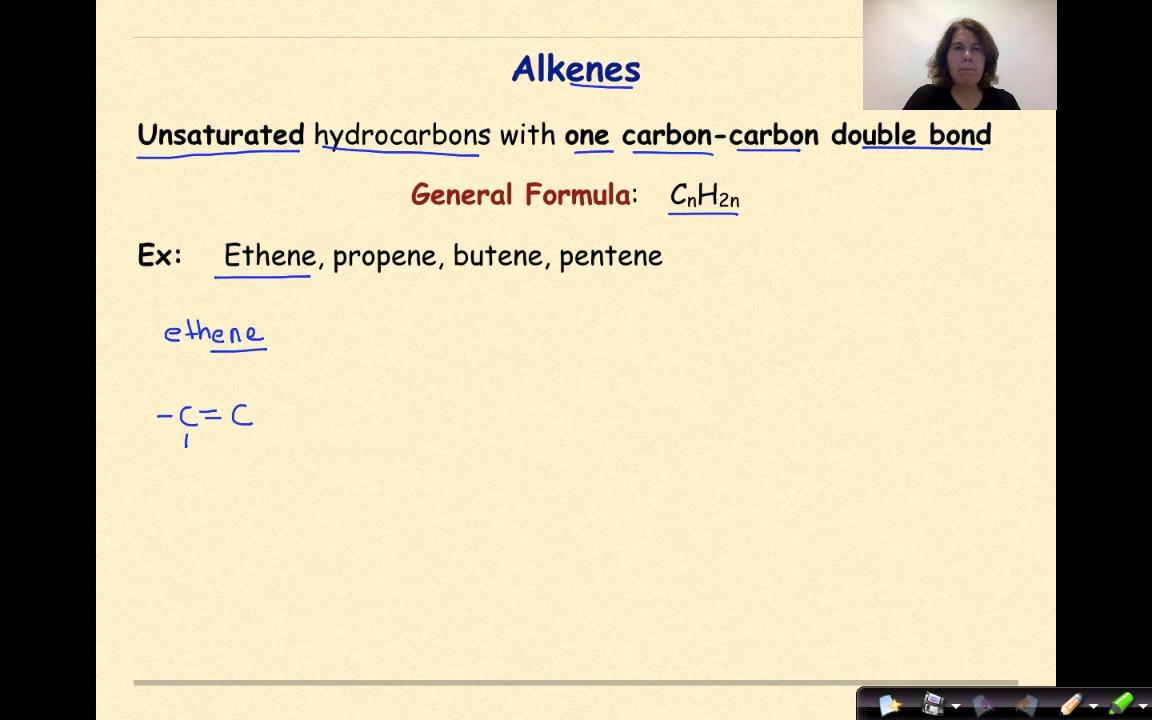 Alkenes
Unsaturated hydrocarbons with one carbon-carbon double bond
General Formula: CnH2n
Ex: Ethene, propene, butene, pentene
ethene
-C=C